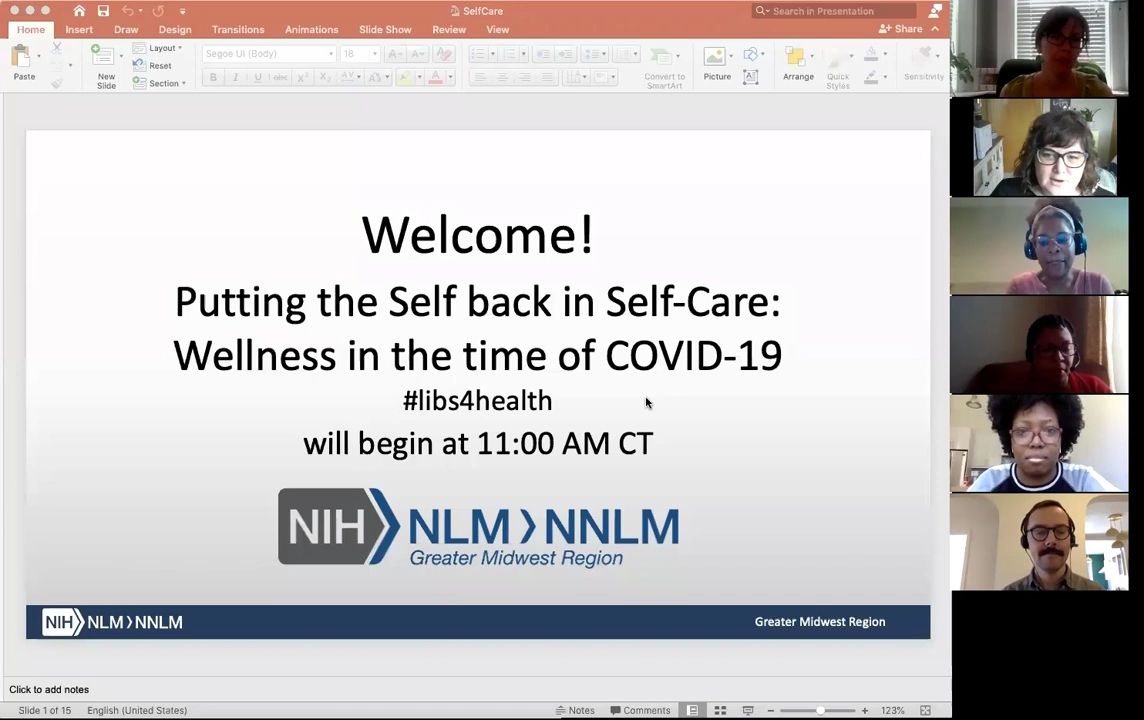 SelfCare
Search in Presentation
Home
Insert
Draw
Design
Transitions
Animations
Slide Show
Review
View
Share
Paste
New
Slide
Layout
Reset
Section
Segoe UI (Body)
18
Convert to
SmartArt
Picture
Arrange
Quick
Styles
Sensitivity
Welcome!
Putting the Self back in Self-Care:
Wellness in the time of COVID-19
#libs4health
will begin at 11:00 AM CT
NIH NLM NNLM
Greater Midwest Region
NIH NLM NNLM
Greater Midwest Region
Click to add notes
Slide 1 of 15
English (United States)
Notes
Comments
123%